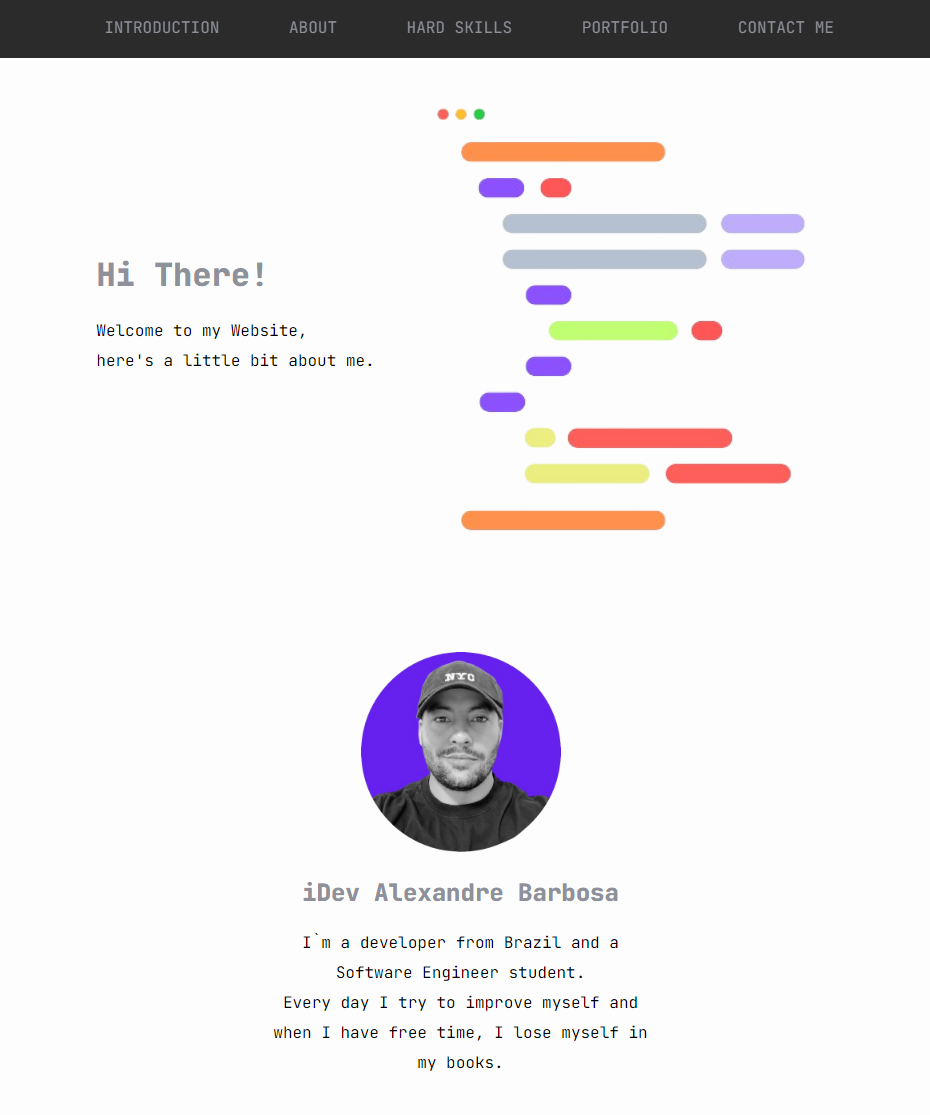 INTRODUCTION ABOUT HARD SKILLS PORTFOLIO CONTACT ME
Hi There!
Welcome to my Website,
here's a little bit about me.
NYC
iDev Alexandre Barbosa
I`m a developer from Brazil and a
Software Engineer student.
Every day I try to improve myself and
when I have free time, I lose myself in
my books.